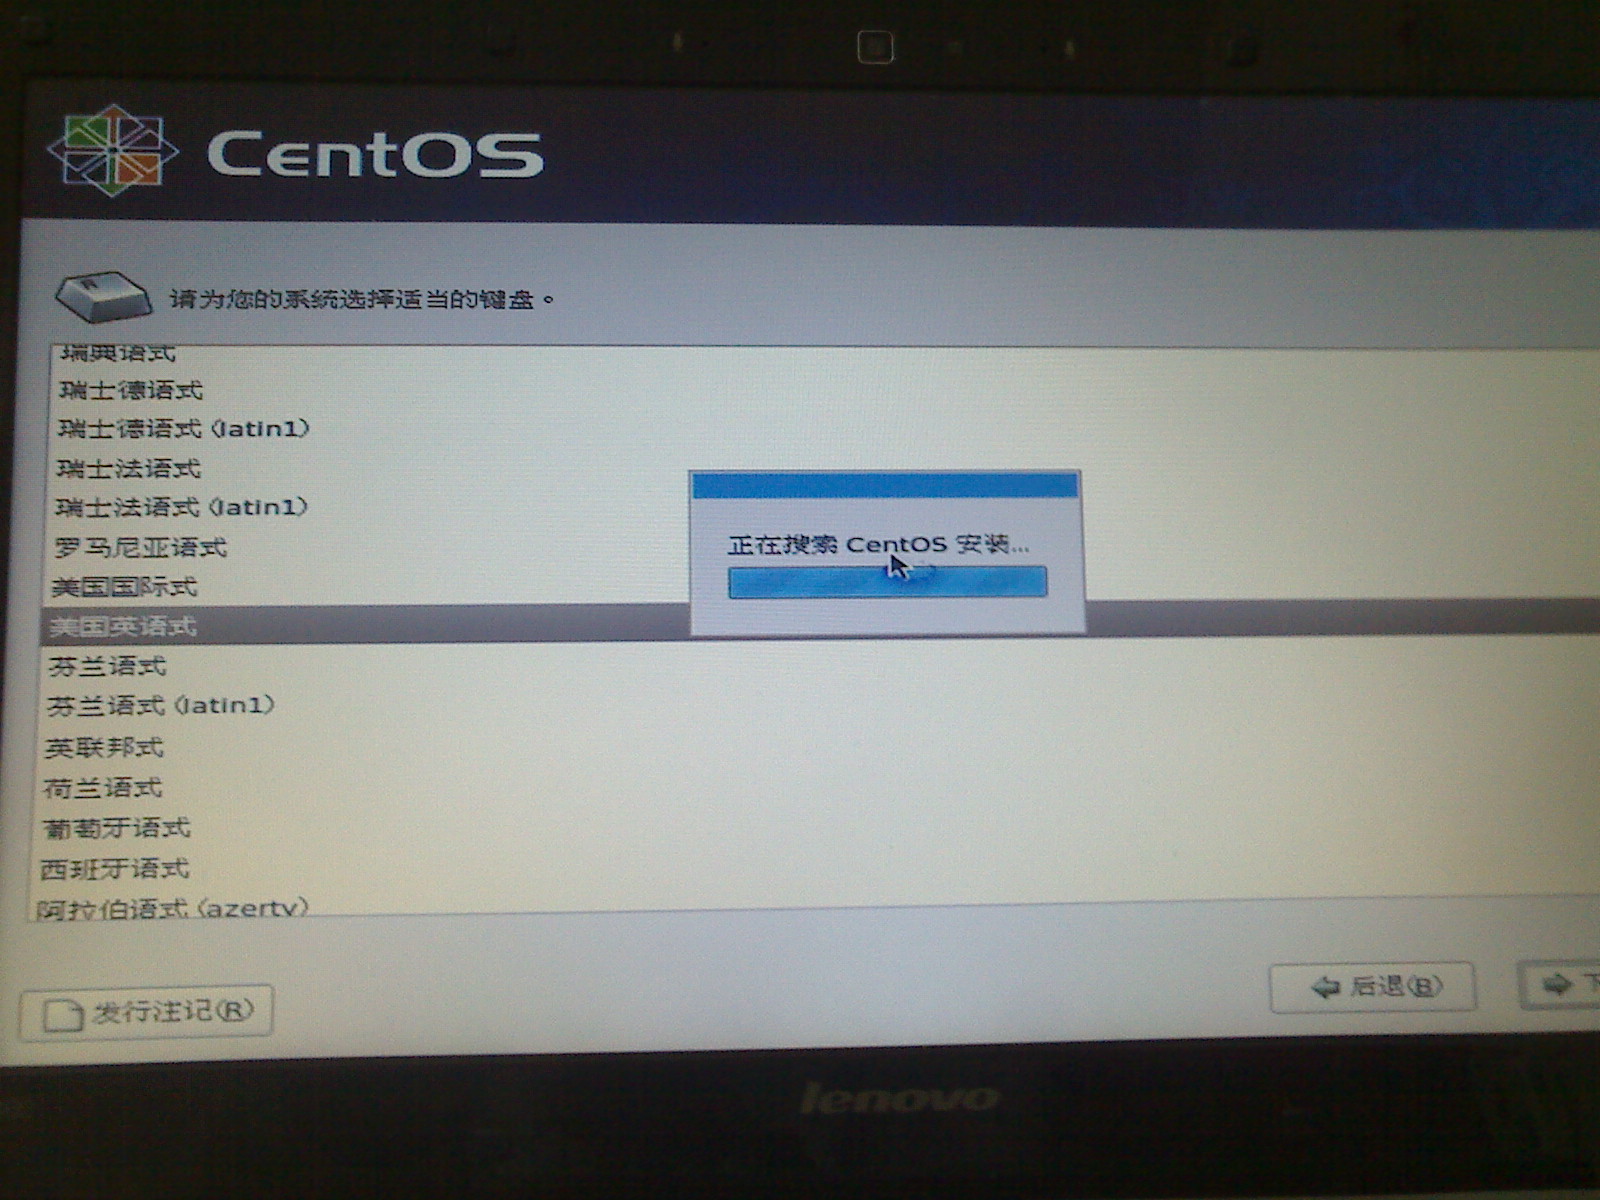 CentOS
请为您的系统选择适当的键盘。
瑞典语式
瑞士德语式
瑞士德语式 (latin1)
瑞士法语式
瑞士法语式 (latin1)
罗马尼亚语式
美国国际式
美国英语式
芬兰语式
芬兰语式 (latin1)
英联邦式
荷兰语式
葡萄牙语式
西班牙语式
阿拉伯语式 (azerty)
正在搜索 CentOS 安装...
发行注记(R)
后退(B)
下
lenovo